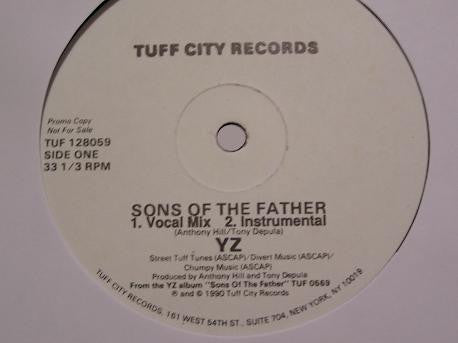 TUFF CITY RECORDS
Promo Copy
Not For Sale
TUF 128059
SIDE ONE
33 1/3 RPM
SONS OF THE FATHER
1. Vocal Mix 2. Instrumental
(Anthony Hill/Tony Depula)
YZ
Street Tuff Tunes (ASCAP)/Divert Music (ASCAP)/
Chumpy Music (ASCAP)
Produced by Anthony Hill and Tony Depula
From the YZ album "Sons Of The Father" TUF 0569
℗ and © 1990 Tuff City Records
TUFF CITY RECORDS, 161 WEST 54TH ST., SUITE 704, NEW YORK, NY 10019